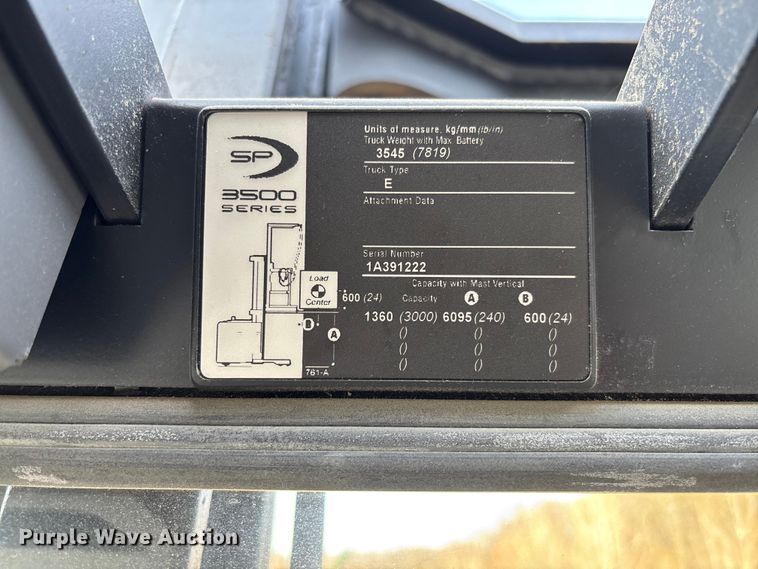 SP
3500
SERIES
Units of measure, kg/mm (lb/in)
Truck Weight with Max. Battery
3545 (7819)
Truck Type
E
Attachment Data
Serial Number
1A391222
Capacity with Mast Vertical
Load
Center
600 (24)
Capacity A B
1360 (3000) 6095 (240) 600 (24)
() () ()
() () ()
() () ()
B
A
761-A
Purple Wave Auction